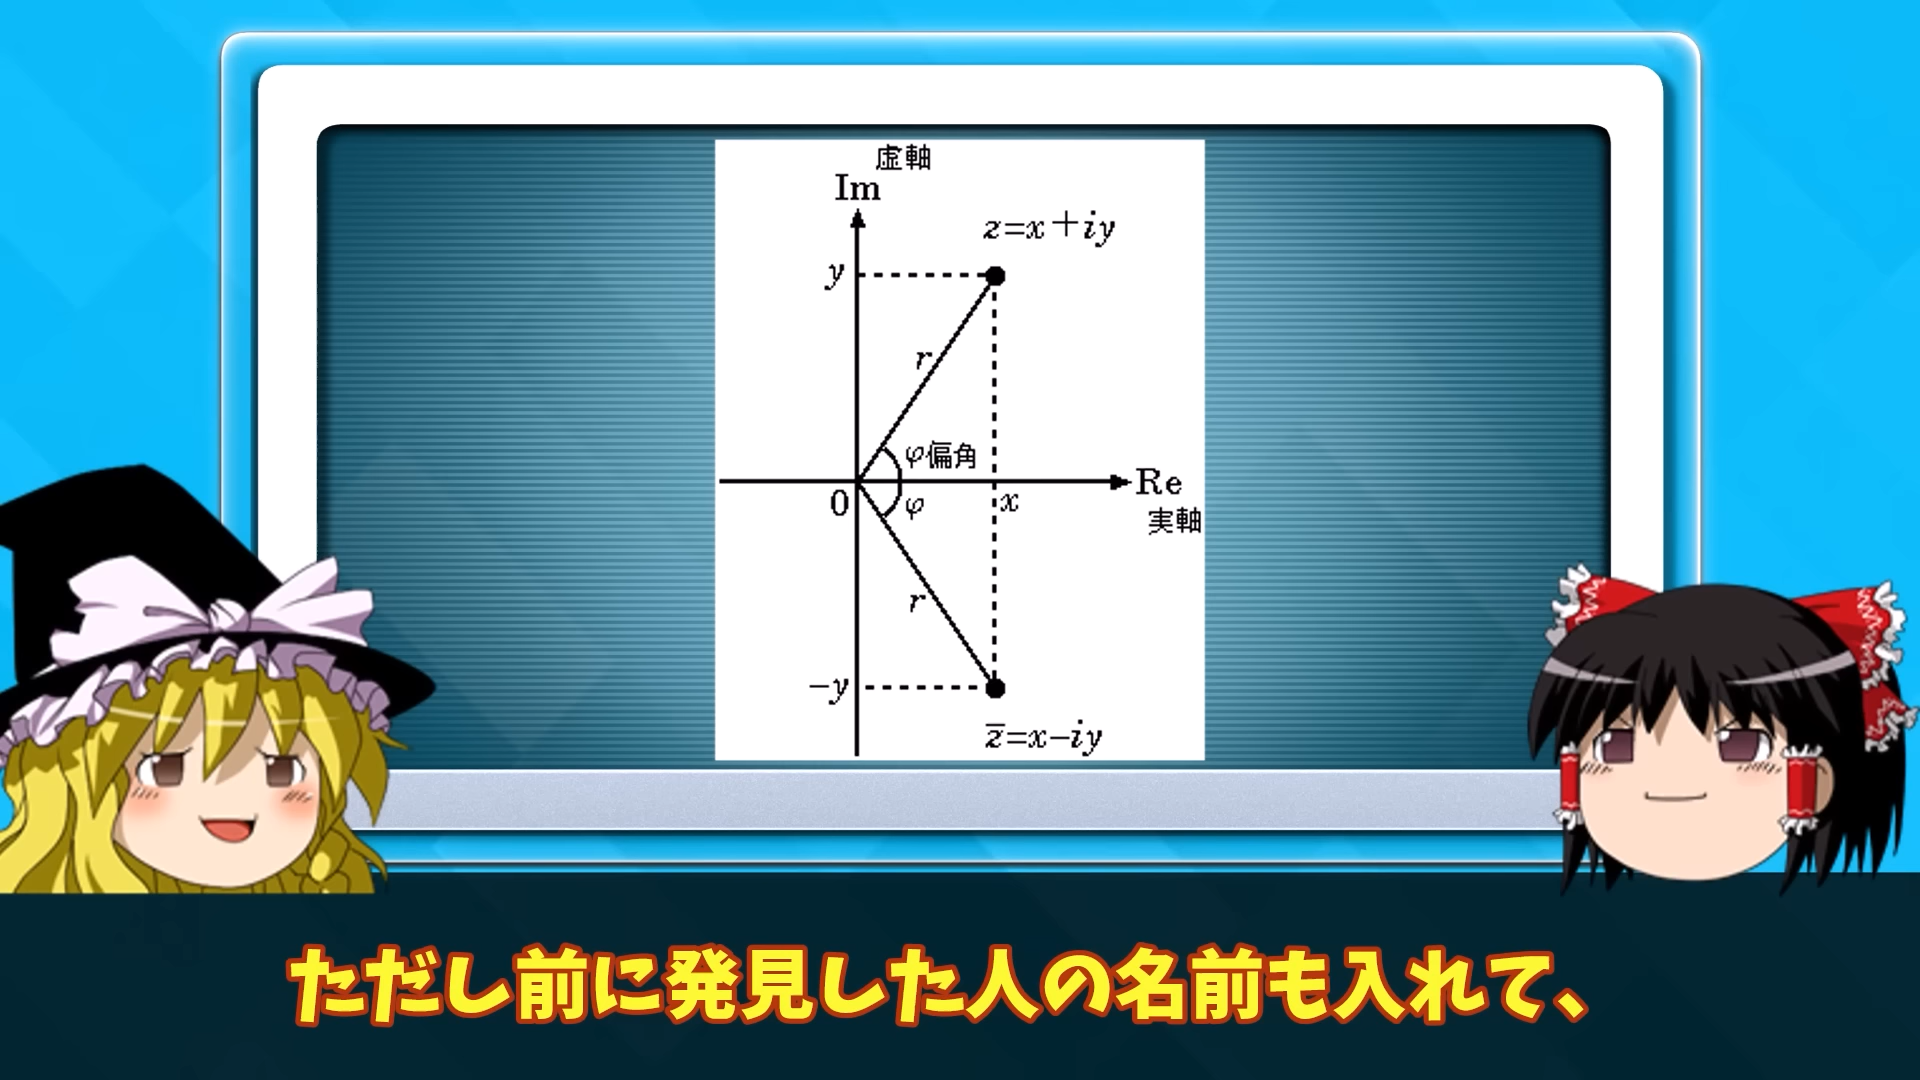 虚軸
Im
z=x+iy
y
r
φ偏角
0
φ
x
Re
実軸
r
−y
z̅=x−iy
ただし前に発見した人の名前も入れて、